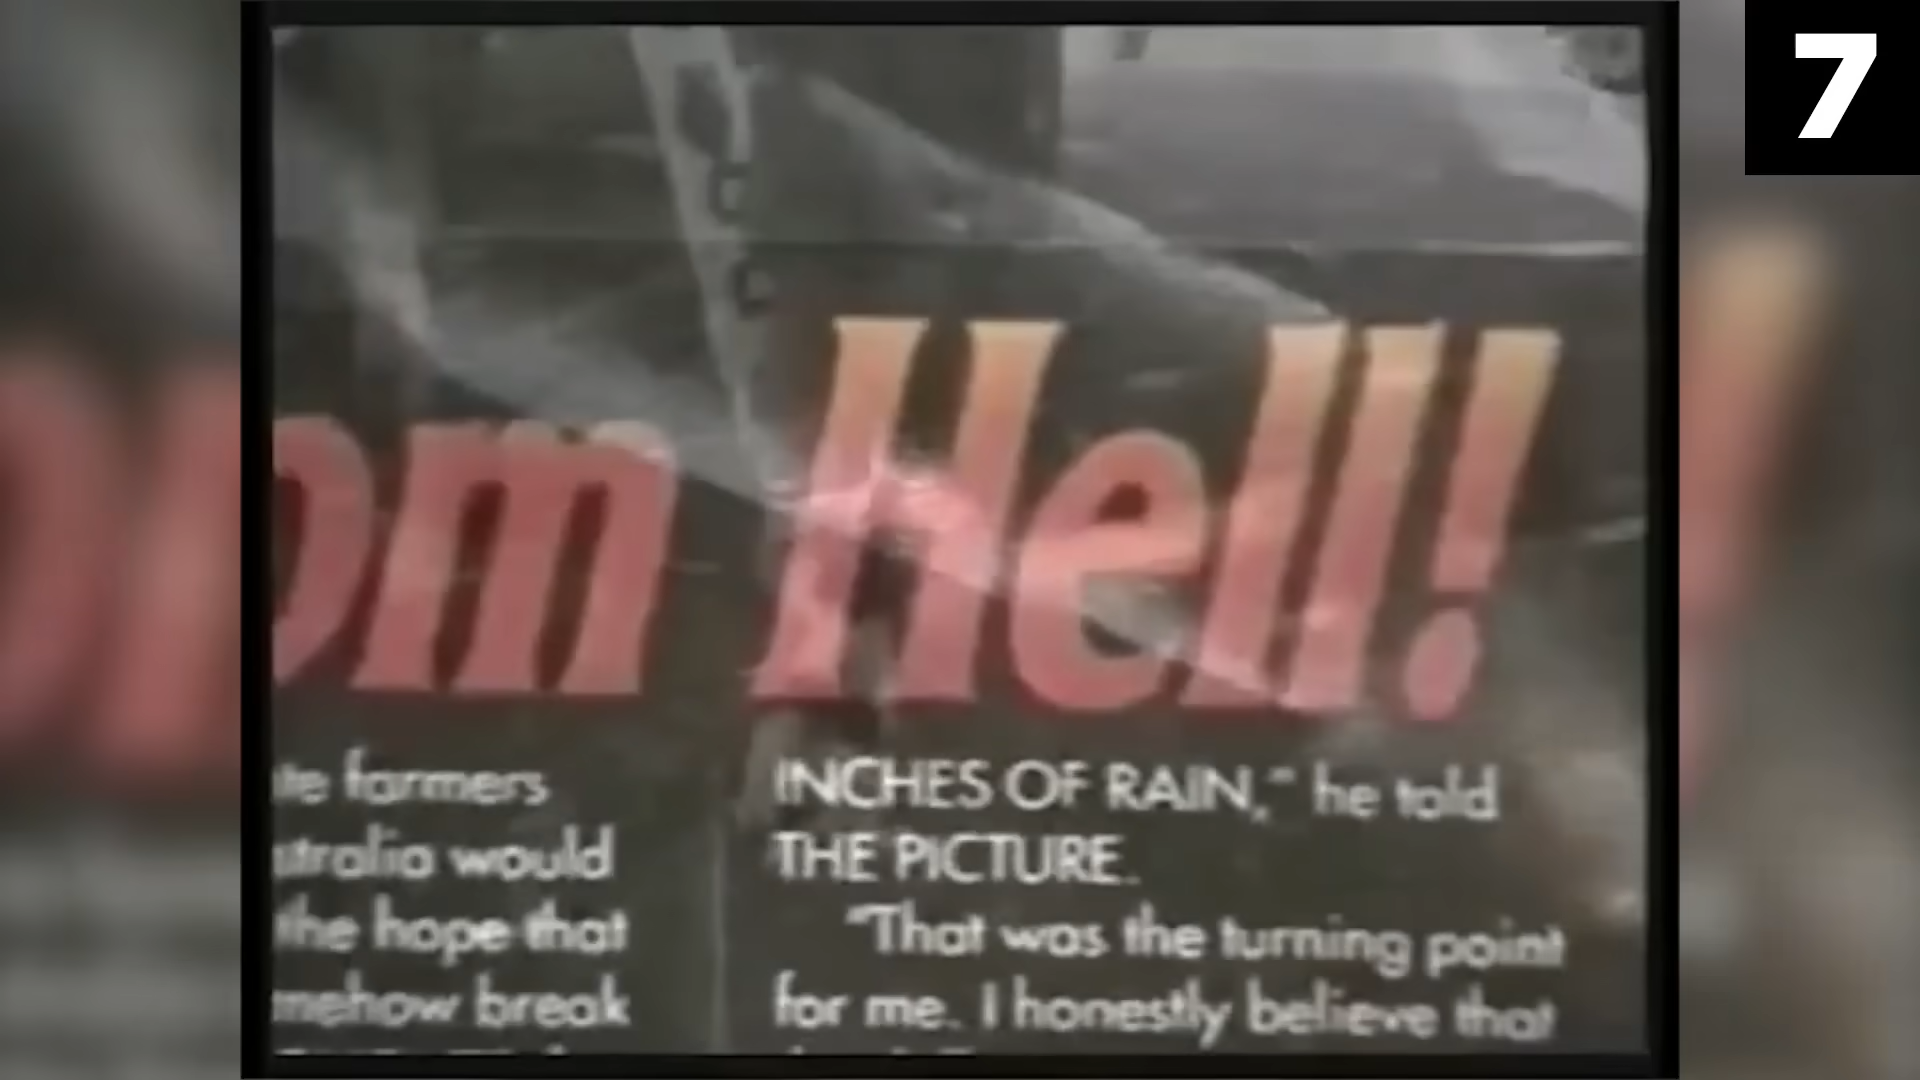 7
om Hell!
te farmers
stralia would
the hope that
mehow break
INCHES OF RAIN," he told
THE PICTURE.
"That was the turning point
for me. I honestly believe that